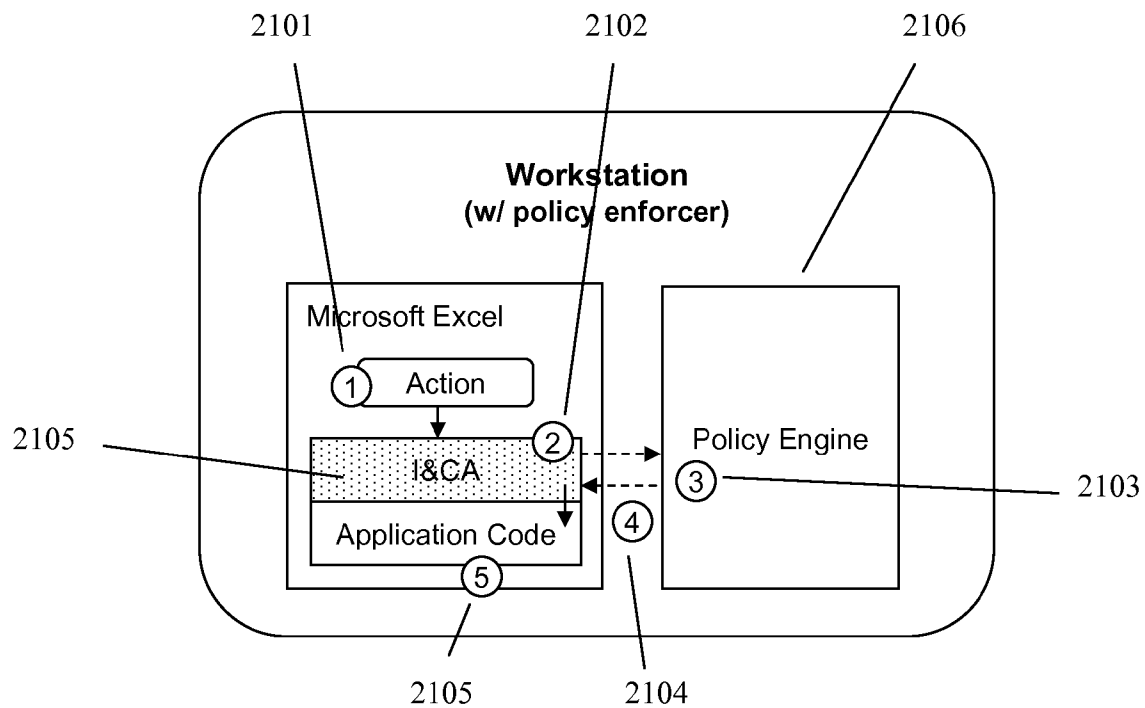 2101
2102
2106
Workstation
(w/ policy enforcer)
Microsoft Excel
1
Action
2105
2
I&CA
Policy Engine
3
2103
4
Application Code
5
2105
2104